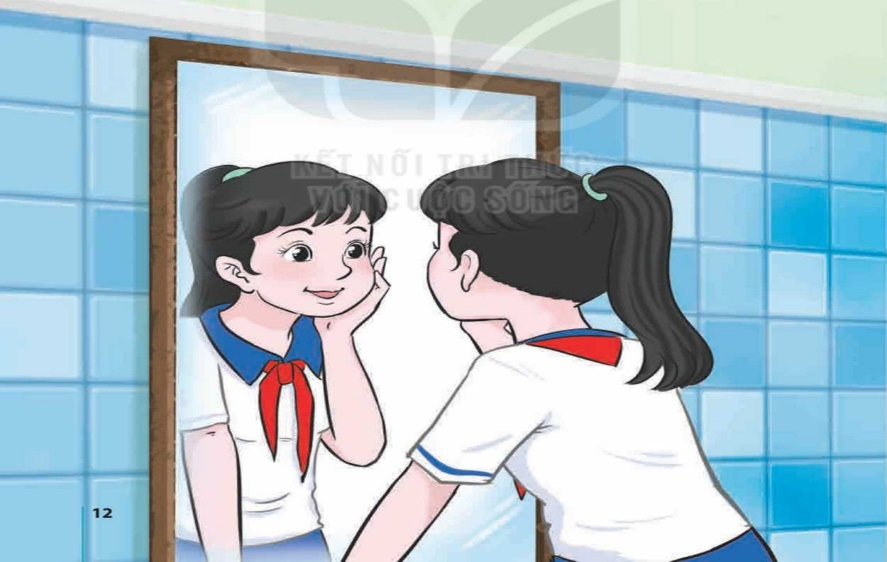 KẾT NỐI TRI THỨC
VỚI CUỘC SỐNG
12